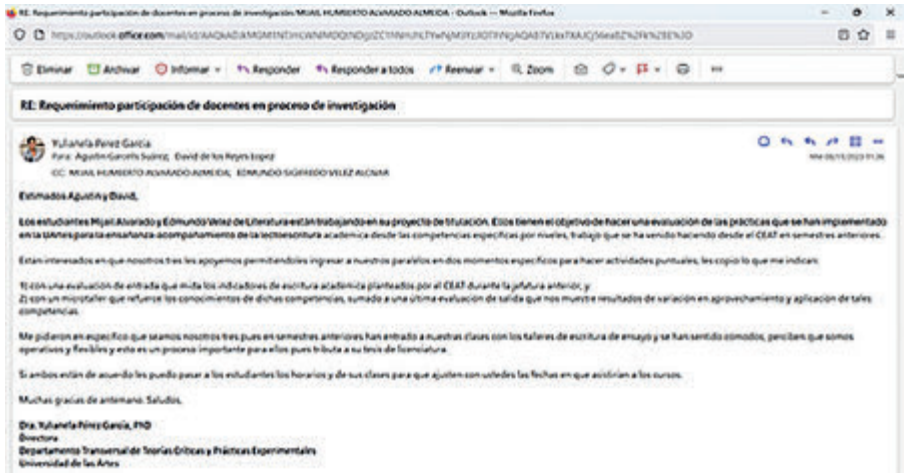 RE: Requerimiento participación de docentes en proceso de investigación MIJAIL HUMBERTO ALVARADO ALMEIDA - Outlook — Mozilla Firefox
Eliminar Archivar Informar Responder Responder a todos Reenviar Zoom
RE: Requerimiento participación de docentes en proceso de investigación
Yulianela Pérez García
Para: Agustin Garcells Suárez; David de los Reyes Lopez
CC: MIJAIL HUMBERTO ALVARADO ALMEIDA; EDMUNDO SIGIFREDO VELEZ ALCIVAR
Estimados Agustín y David,
Los estudiantes Mijail Alvarado y Edmundo Velez de Literatura están trabajando en su proyecto de titulación. Ellos tienen el objetivo de hacer una evaluación de las prácticas que se han implementado
en la UArtes para la enseñanza-acompañamiento de la lectoescritura académica desde las competencias específicas por niveles, trabajo que se ha venido haciendo desde el CEAT en semestres anteriores.
Están interesados en que nosotros tres les apoyemos permitiéndoles ingresar a nuestros paralelos en dos momentos específicos para hacer actividades puntuales, les copio lo que me indican:
1) con una evaluación de entrada que mida los indicadores de escritura académica planteados por el CEAT durante la jefatura anterior, y
2) con un microtaller que refuerce los conocimientos de dichas competencias, sumado a una última evaluación de salida que nos muestre resultados de variación en aprovechamiento y aplicación de tales
competencias.
Me pidieron en específico que seamos nosotros tres pues en semestres anteriores han entrado a nuestras clases con los talleres de escritura de ensayo y se han sentido cómodos, perciben que somos
operativos y flexibles y esto es un proceso importante para ellos pues tributa a su tesis de licenciatura.
Si ambos están de acuerdo les puedo pasar a los estudiantes los horarios y de sus clases para que ajusten con ustedes las fechas en que asistirían a los cursos.
Muchas gracias de antemano. Saludos,
Dra. Yulianela Pérez García, PhD
Directora
Departamento Transversal de Teorías Críticas y Prácticas Experimentales
Universidad de las Artes